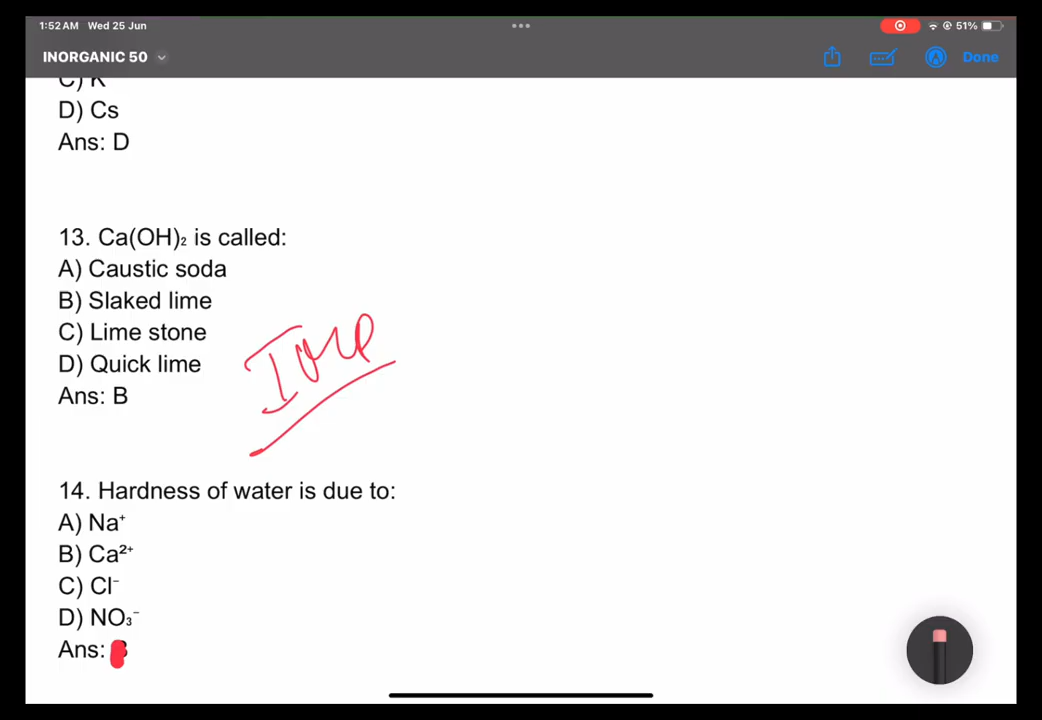 1:52 AM Wed 25 Jun
51%
INORGANIC 50
Done
C) K
D) Cs
Ans: D
13. Ca(OH)₂ is called:
A) Caustic soda
B) Slaked lime
C) Lime stone
D) Quick lime
Ans: B
14. Hardness of water is due to:
A) Na⁺
B) Ca²⁺
C) Cl⁻
D) NO₃⁻
Ans: